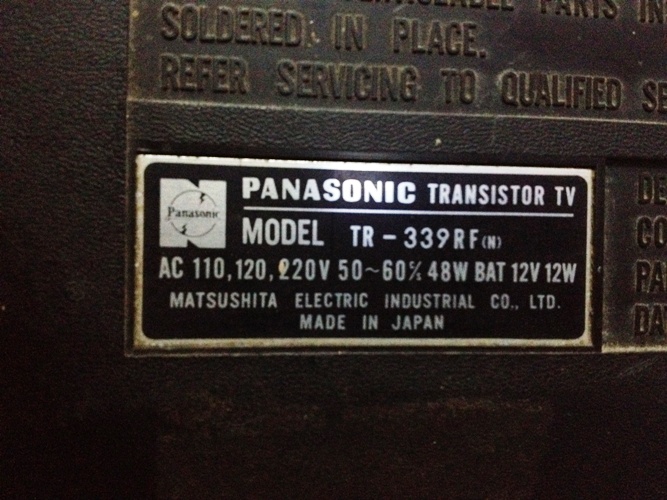 PARTS
SOLDERED. IN PLACE.
REFER SERVICING TO QUALIFIED
Panasonic
PANASONIC TRANSISTOR TV
MODEL TR-339RF(N)
AC 110, 120, 220V 50~60% 48W BAT 12V 12W
MATSUSHITA ELECTRIC INDUSTRIAL CO., LTD.
MADE IN JAPAN